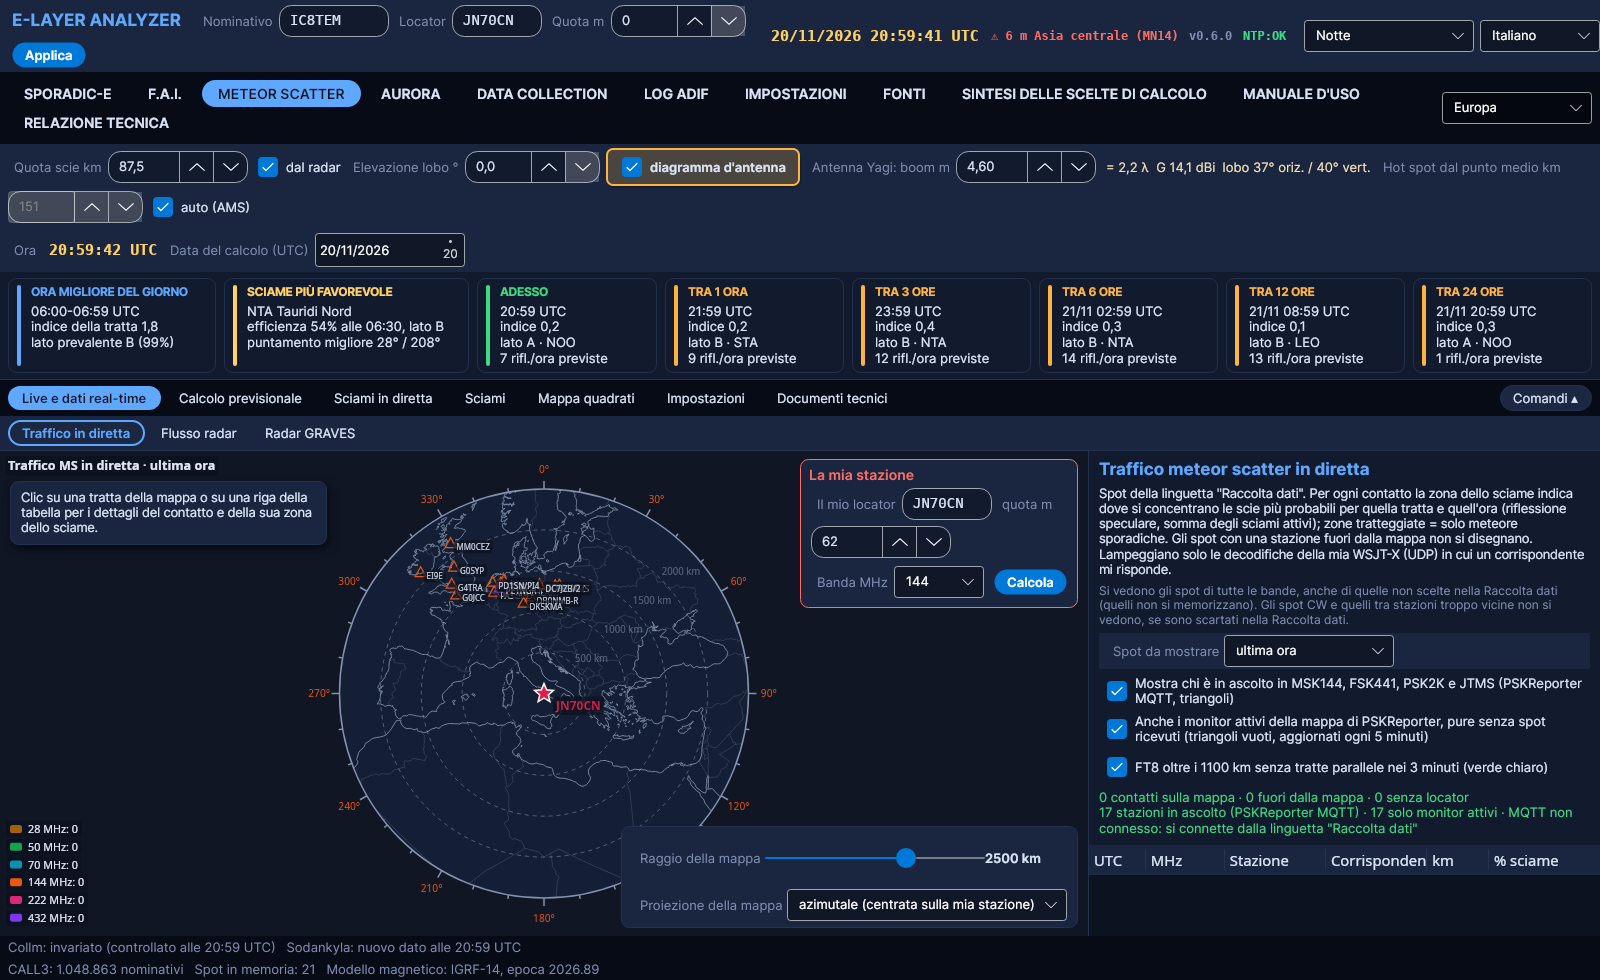 E-LAYER ANALYZER
Nominativo IC8TEM Locator JN70CN Quota m 0
20/11/2026 20:59:41 UTC ⚠ 6 m Asia centrale (MN14) v0.6.0 NTP:OK Notte Italiano
Applica
SPORADIC-E F.A.I. METEOR SCATTER AURORA DATA COLLECTION LOG ADIF IMPOSTAZIONI FONTI SINTESI DELLE SCELTE DI CALCOLO MANUALE D'USO
RELAZIONE TECNICA
Europa
Quota scie km 87,5 dal radar Elevazione lobo ° 0,0 diagramma d'antenna Antenna Yagi: boom m 4,60 = 2,2 λ G 14,1 dBi lobo 37° oriz. / 40° vert. Hot spot dal punto medio km
151 auto (AMS)
Ora 20:59:42 UTC Data del calcolo (UTC) 20/11/2026 20
ORA MIGLIORE DEL GIORNO
06:00-06:59 UTC
indice della tratta 1,8
lato prevalente B (99%)
SCIAME PIÙ FAVOREVOLE
NTA Tauridi Nord
efficienza 54% alle 06:30, lato B
puntamento migliore 28° / 208°
ADESSO
20:59 UTC
indice 0,2
lato A · NOO
7 rifl./ora previste
TRA 1 ORA
21:59 UTC
indice 0,2
lato B · STA
9 rifl./ora previste
TRA 3 ORE
23:59 UTC
indice 0,4
lato B · NTA
12 rifl./ora previste
TRA 6 ORE
21/11 02:59 UTC
indice 0,3
lato B · NTA
14 rifl./ora previste
TRA 12 ORE
21/11 08:59 UTC
indice 0,1
lato B · LEO
13 rifl./ora previste
TRA 24 ORE
21/11 20:59 UTC
indice 0,3
lato A · NOO
1 rifl./ora previste
Live e dati real-time Calcolo previsionale Sciami in diretta Sciami Mappa quadrati Impostazioni Documenti tecnici Comandi ▴
Traffico in diretta Flusso radar Radar GRAVES
Traffico MS in diretta · ultima ora
Clic su una tratta della mappa o su una riga della
tabella per i dettagli del contatto e della sua zona
dello sciame.
0°
330° 30°
300° 60°
270° 90°
240° 120°
210°
180°
2000 km
1500 km
1000 km
500 km
MM0CEZ
EI9E
G0SYP
G4TRA
G0JCC
PD1SN/PJ4
DC7JZB/2
DK5KMA
JN70CN
28 MHz: 0
50 MHz: 0
70 MHz: 0
144 MHz: 0
222 MHz: 0
432 MHz: 0
La mia stazione
Il mio locator JN70CN quota m
62
Banda MHz 144 Calcola
Raggio della mappa 2500 km
Proiezione della mappa azimutale (centrata sulla mia stazione)
Traffico meteor scatter in diretta
Spot della linguetta "Raccolta dati". Per ogni contatto la zona dello sciame indica
dove si concentrano le scie più probabili per quella tratta e quell'ora (riflessione
speculare, somma degli sciami attivi); zone tratteggiate = solo meteore
sporadiche. Gli spot con una stazione fuori dalla mappa non si disegnano.
Lampeggiano solo le decodifiche della mia WSJT-X (UDP) in cui un corrispondente
mi risponde.
Si vedono gli spot di tutte le bande, anche di quelle non scelte nella Raccolta dati
(quelli non si memorizzano). Gli spot CW e quelli tra stazioni troppo vicine non si
vedono, se sono scartati nella Raccolta dati.
Spot da mostrare ultima ora
Mostra chi è in ascolto in MSK144, FSK441, PSK2K e JTMS (PSKReporter
MQTT, triangoli)
Anche i monitor attivi della mappa di PSKReporter, pure senza spot
ricevuti (triangoli vuoti, aggiornati ogni 5 minuti)
FT8 oltre i 1100 km senza tratte parallele nei 3 minuti (verde chiaro)
0 contatti sulla mappa · 0 fuori dalla mappa · 0 senza locator
17 stazioni in ascolto (PSKReporter MQTT) · 17 solo monitor attivi · MQTT non
connesso: si connette dalla linguetta "Raccolta dati"
UTC MHz Stazione Corrisponden km % sciame
Collm: invariato (controllato alle 20:59 UTC) Sodankyla: nuovo dato alle 20:59 UTC
CALL3: 1.048.863 nominativi Spot in memoria: 21 Modello magnetico: IGRF-14, epoca 2026.89